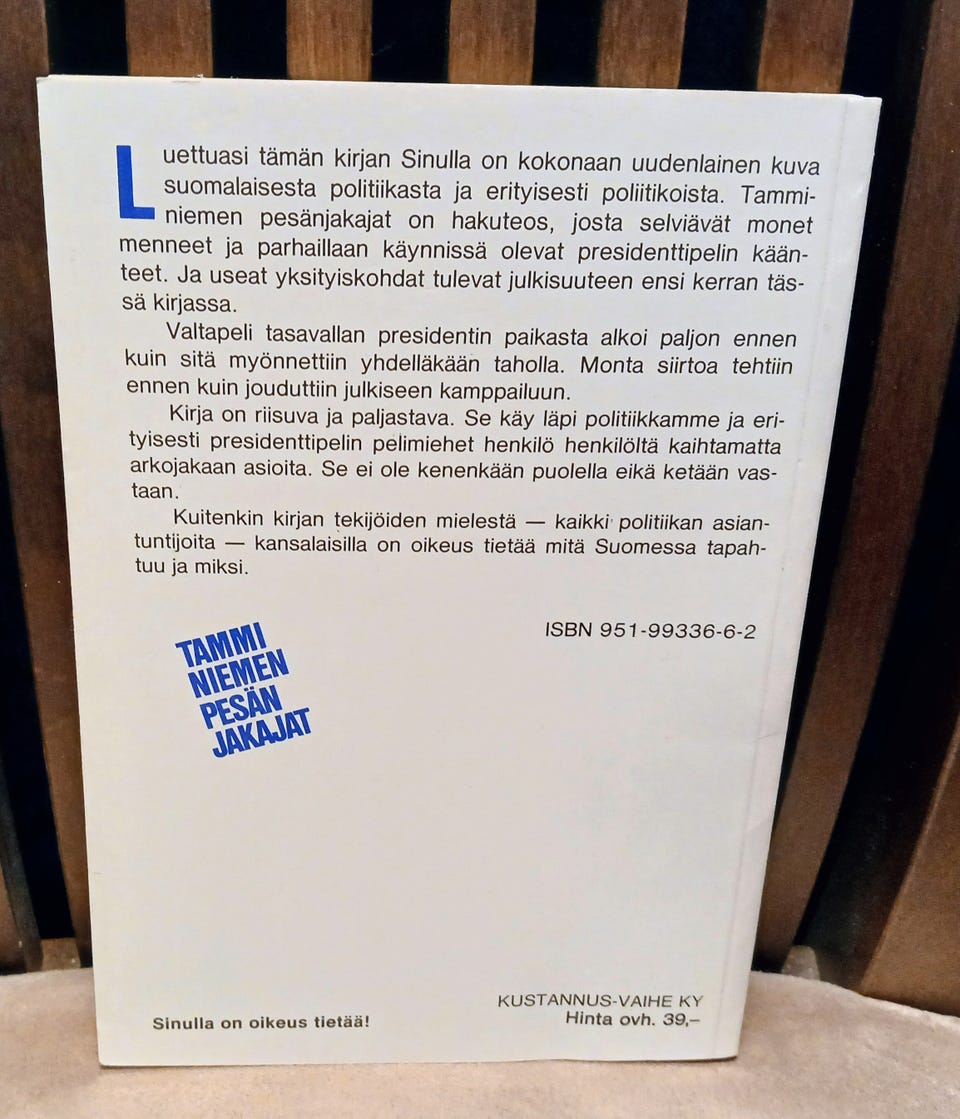 Luettuasi tämän kirjan Sinulla on kokonaan uudenlainen kuva
suomalaisesta politiikasta ja erityisesti poliitikoista. Tammi-
niemen pesänjakajat on hakuteos, josta selviävät monet
menneet ja parhaillaan käynnissä olevat presidenttipelin kään-
teet. Ja useat yksityiskohdat tulevat julkisuuteen ensi kerran täs-
sä kirjassa.
Valtapeli tasavallan presidentin paikasta alkoi paljon ennen
kuin sitä myönnettiin yhdelläkään taholla. Monta siirtoa tehtiin
ennen kuin jouduttiin julkiseen kamppailuun.
Kirja on riisuva ja paljastava. Se käy läpi politiikkamme ja eri-
tyisesti presidenttipelin pelimiehet henkilö henkilöltä kaihtamatta
arkojakaan asioita. Se ei ole kenenkään puolella eikä ketään vas-
taan.
Kuitenkin kirjan tekijöiden mielestä — kaikki politiikan asian-
tuntijoita — kansalaisilla on oikeus tietää mitä Suomessa tapah-
tuu ja miksi.
ISBN 951-99336-6-2
TAMMI
NIEMEN
PESÄN
JAKAJAT
KUSTANNUS-VAIHE KY
Hinta ovh. 39,–
Sinulla on oikeus tietää!